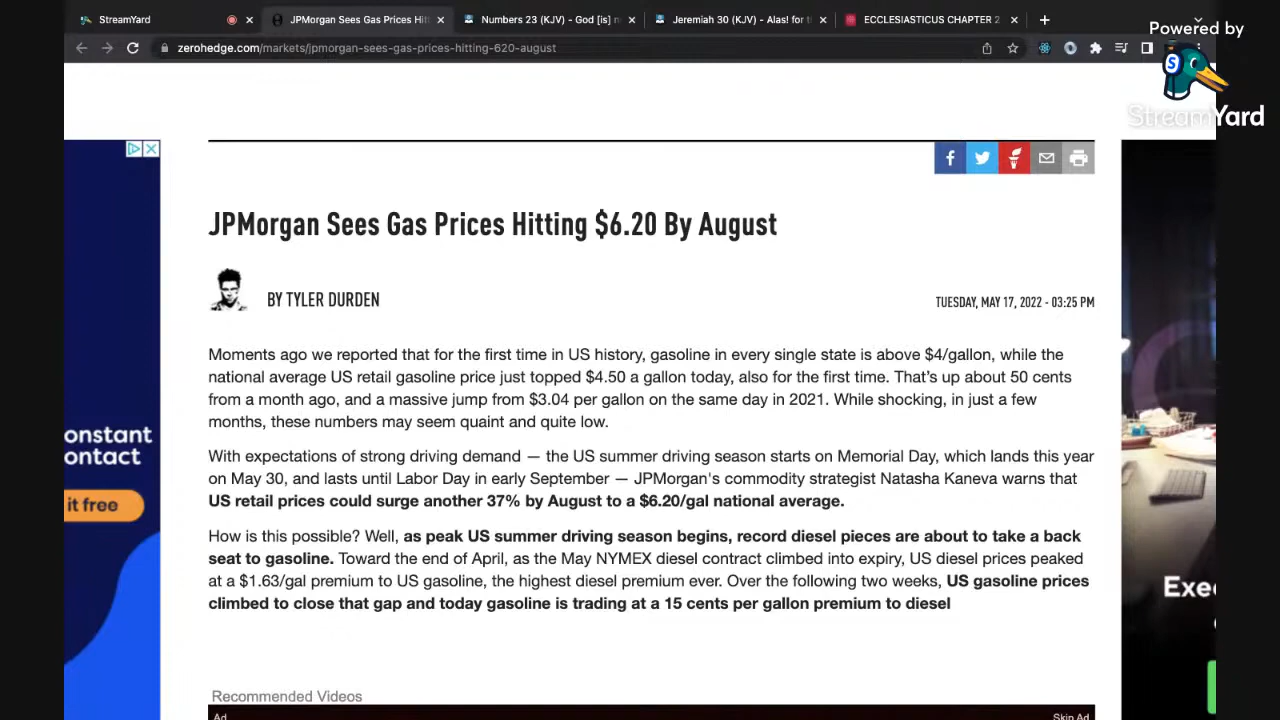 StreamYard
JPMorgan Sees Gas Prices Hit
Numbers 23 (KJV) - God [is] n
Jeremiah 30 (KJV) - Alas! for t
ECCLESIASTICUS CHAPTER 2
Powered by
zerohedge.com/markets/jpmorgan-sees-gas-prices-hitting-620-august
S
StreamYard
JPMorgan Sees Gas Prices Hitting $6.20 By August
BY TYLER DURDEN
TUESDAY, MAY 17, 2022 - 03:25 PM
Moments ago we reported that for the first time in US history, gasoline in every single state is above $4/gallon, while the
national average US retail gasoline price just topped $4.50 a gallon today, also for the first time. That's up about 50 cents
from a month ago, and a massive jump from $3.04 per gallon on the same day in 2021. While shocking, in just a few
months, these numbers may seem quaint and quite low.
onstant
ontact
it free
With expectations of strong driving demand — the US summer driving season starts on Memorial Day, which lands this year
on May 30, and lasts until Labor Day in early September — JPMorgan's commodity strategist Natasha Kaneva warns that
US retail prices could surge another 37% by August to a $6.20/gal national average.
How is this possible? Well, as peak US summer driving season begins, record diesel pieces are about to take a back
seat to gasoline. Toward the end of April, as the May NYMEX diesel contract climbed into expiry, US diesel prices peaked
at a $1.63/gal premium to US gasoline, the highest diesel premium ever. Over the following two weeks, US gasoline prices
climbed to close that gap and today gasoline is trading at a 15 cents per gallon premium to diesel
Exe
Recommended Videos
Ad
Skip Ad